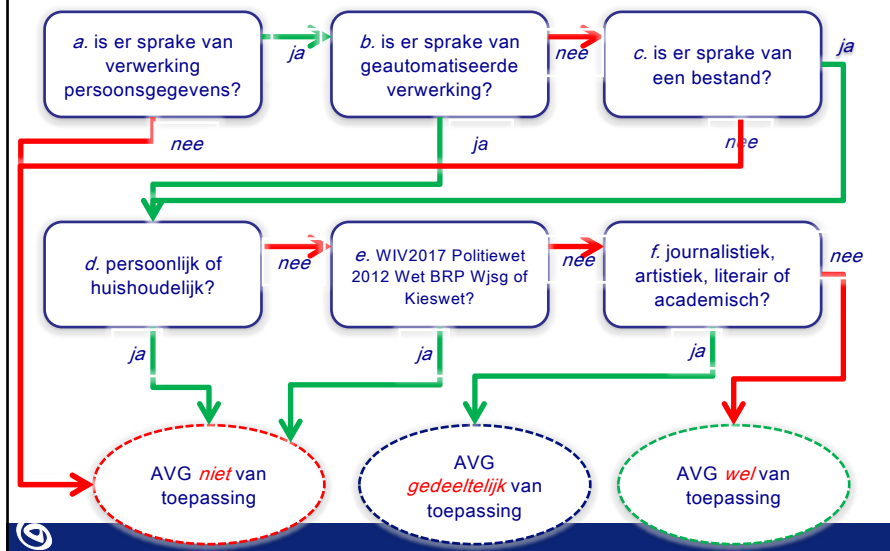 a. is er sprake van
verwerking
persoonsgegevens?
ja
b. is er sprake van
geautomatiseerde
verwerking?
nee
c. is er sprake van
een bestand?
ja
nee
ja
nee
d. persoonlijk of
huishoudelijk?
nee
e. WIV2017 Politiewet
2012 Wet BRP Wjsg of
Kieswet?
nee
f. journalistiek,
artistiek, literair of
academisch?
nee
ja
ja
ja
AVG niet van
toepassing
AVG
gedeeltelijk van
toepassing
AVG wel van
toepassing